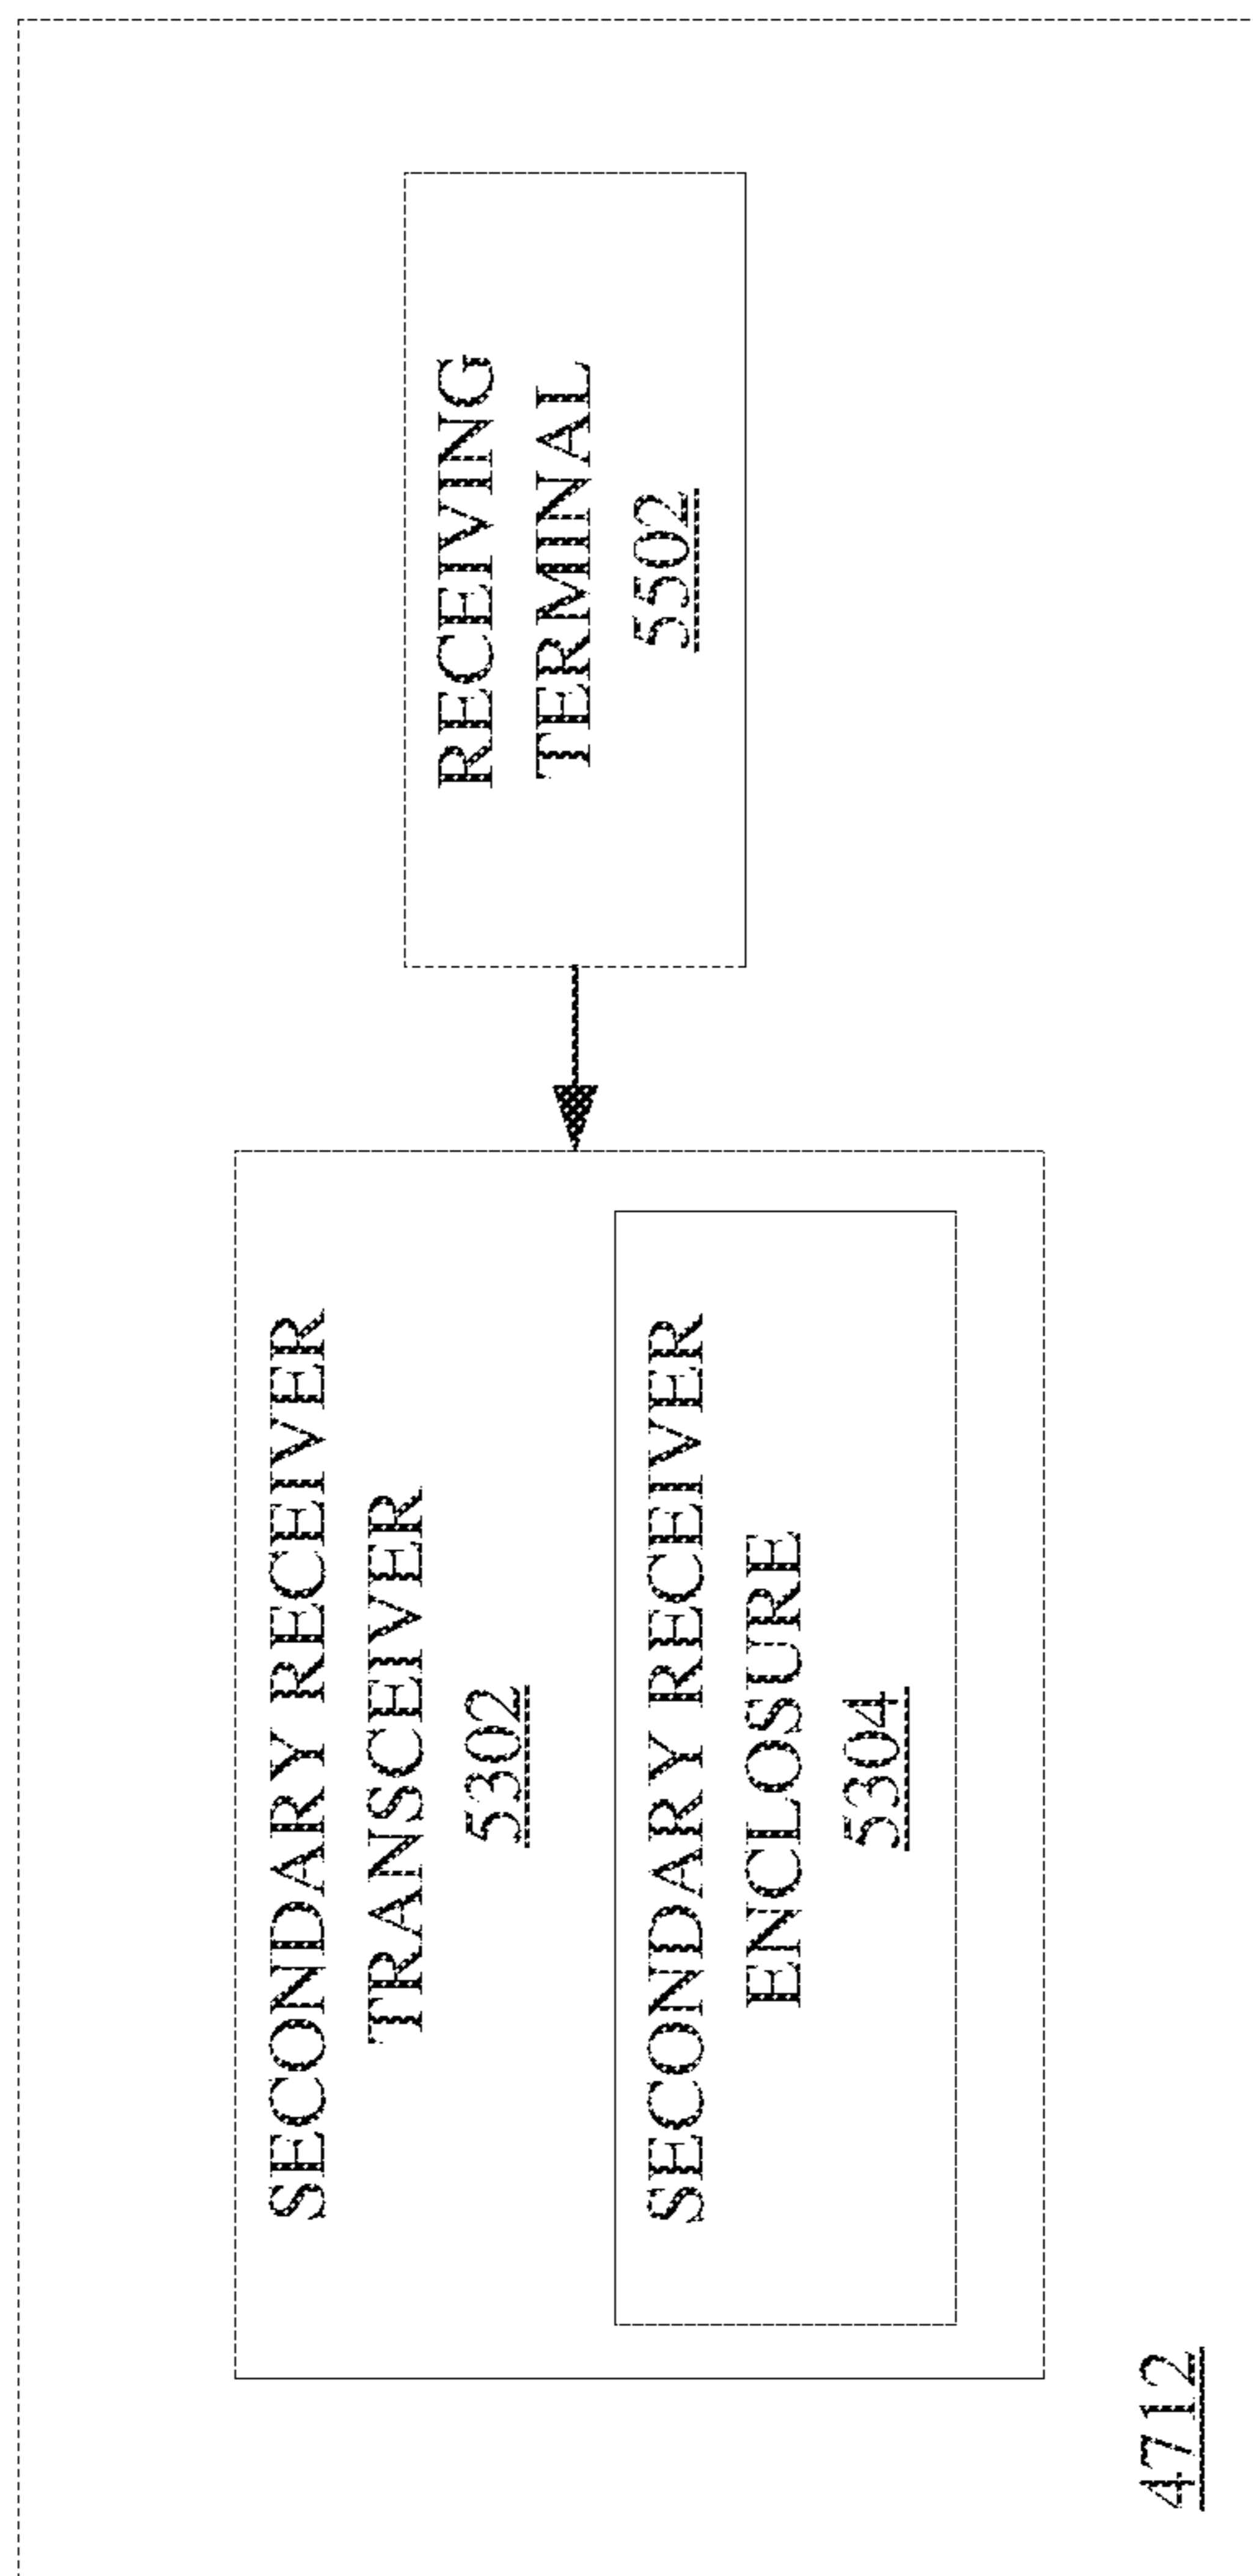 SECONDARY RECEIVER
TRANSCEIVER
5302
SECONDARY RECEIVER
ENCLOSURE
5304
RECEIVING
TERMINAL
5502
4712